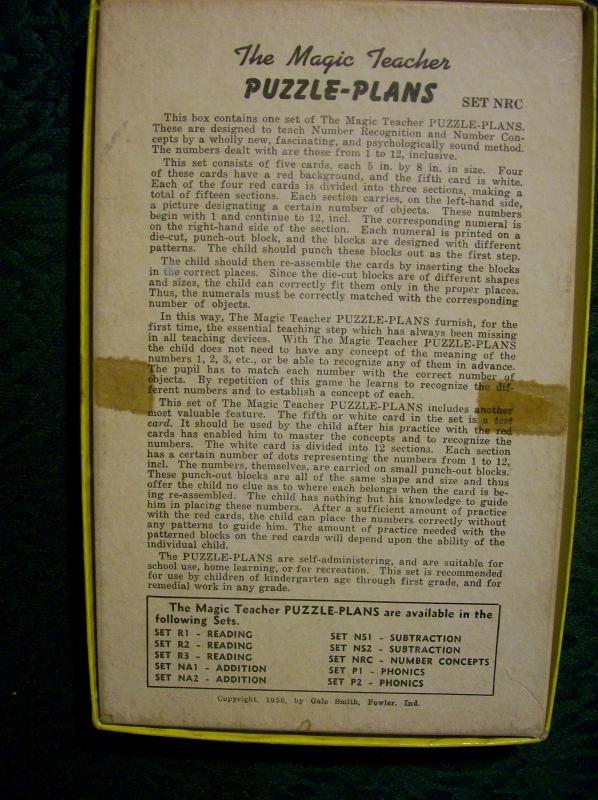 The Magic Teacher
PUZZLE-PLANS
SET NRC
This box contains one set of The Magic Teacher PUZZLE-PLANS.
These are designed to teach Number Recognition and Number Con-
cepts by a wholly new, fascinating, and psychologically sound method.
The numbers dealt with are those from 1 to 12, inclusive.
This set consists of five cards, each 5 in. by 8 in. in size. Four
of these cards have a red background, and the fifth card is white.
Each of the four red cards is divided into three sections, making a
total of fifteen sections. Each section carries, on the left-hand side,
a picture designating a certain number of objects. These numbers
begin with 1 and continue to 12, incl. The corresponding numeral is
on the right-hand side of the section. Each numeral is printed on a
die-cut, punch-out block, and the blocks are designed with different
patterns. The child should punch these blocks out as the first step.
The child should then re-assemble the cards by inserting the blocks
in the correct places. Since the die-cut blocks are of different shapes
and sizes, the child can correctly fit them only in the proper places.
Thus, the numerals must be correctly matched with the corresponding
number of objects.
In this way, The Magic Teacher PUZZLE-PLANS furnish, for the
first time, the essential teaching step which has always been missing
in all teaching devices. With The Magic Teacher PUZZLE-PLANS
the child does not need to have any concept of the meaning of the
numbers 1, 2, 3, etc., or be able to recognize any of them in advance.
The pupil has to match each number with the correct number of
objects. By repetition of this game he learns to recognize the dif-
ferent numbers and to establish a concept of each.
This set of The Magic Teacher PUZZLE-PLANS includes another
most valuable feature. The fifth or white card in the set is a test
card. It should be used by the child after his practice with the red
cards has enabled him to master the concepts and to recognize the
numbers. The white card is divided into 12 sections. Each section
has a certain number of dots representing the numbers from 1 to 12,
incl. The numbers, themselves, are carried on small punch-out blocks.
These punch-out blocks are all of the same shape and size and thus
offer the child no clue as to where each belongs when the card is be-
ing re-assembled. The child has nothing but his knowledge to guide
him in placing these numbers. After a sufficient amount of practice
with the red cards, the child can place the numbers correctly without
any patterns to guide him. The amount of practice needed with the
patterned blocks on the red cards will depend upon the ability of the
individual child.
The PUZZLE-PLANS are self-administering, and are suitable for
school use, home learning, or for recreation. This set is recommended
for use by children of kindergarten age through first grade, and for
remedial work in any grade.
The Magic Teacher PUZZLE-PLANS are available in the
following Sets.
SET R1 - READING
SET R2 - READING
SET R3 - READING
SET NA1 - ADDITION
SET NA2 - ADDITION
SET NS1 - SUBTRACTION
SET NS2 - SUBTRACTION
SET NRC - NUMBER CONCEPTS
SET P1 - PHONICS
SET P2 - PHONICS
Copyright, 1950, by Gale Smith, Fowler, Ind.